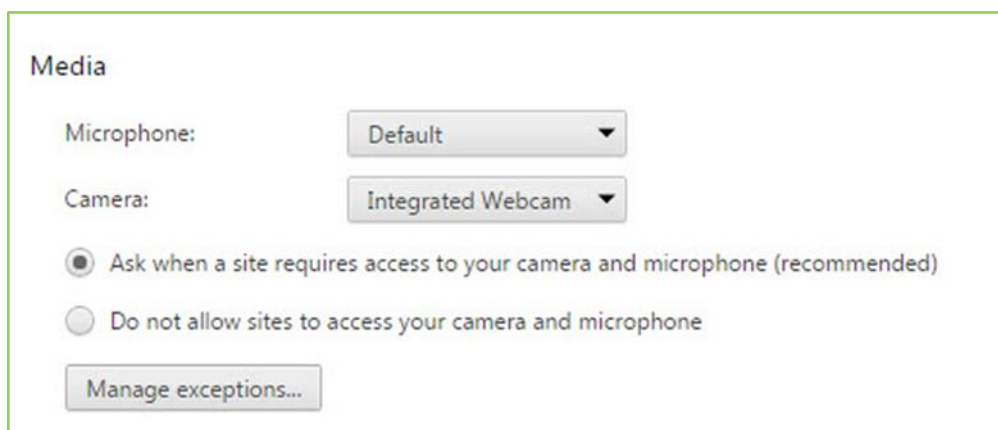 Media
Microphone: Default
Camera: Integrated Webcam
Ask when a site requires access to your camera and microphone (recommended)
Do not allow sites to access your camera and microphone
Manage exceptions...